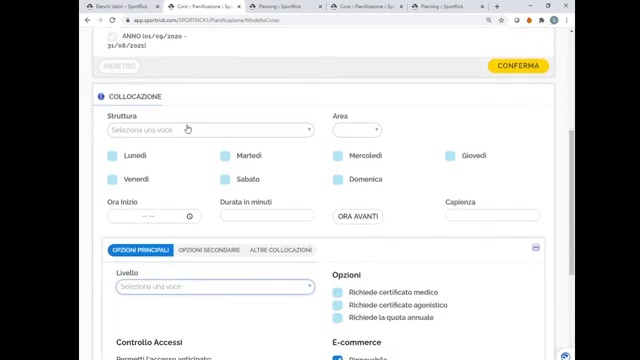 Elenchi Valori :: SportRick
Corsi :: Pianificazione :: Sp
Planning :: SportRick
Corsi :: Pianificazione :: Sp
Planning :: SportRick
app.sportrick.com/SPORTRICK1/Pianificazione/ModelloCorso
ANNO (01/09/2020 -
31/08/2021)
INDIETRO
CONFERMA
COLLOCAZIONE
Struttura
Area
Seleziona una voce
Lunedì
Martedì
Mercoledì
Giovedì
Venerdì
Sabato
Domenica
Ora Inizio
Durata in minuti
ORA AVANTI
Capienza
--:--
OPZIONI PRINCIPALI
OPZIONI SECONDARIE
ALTRE COLLOCAZIONI
Livello
Opzioni
Seleziona una voce
Richiede certificato medico
Richiede certificato agonistico
Richiede la quota annuale
Controllo Accessi
E-commerce
Permetti l'accesso anticipato:
Rinnovabile